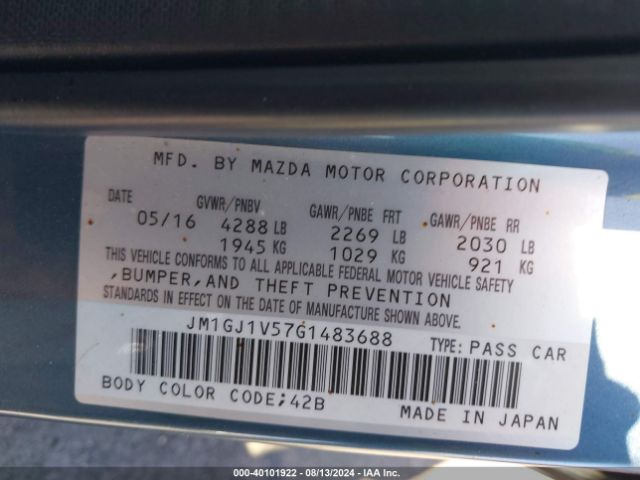 MFD. BY MAZDA MOTOR CORPORATION
DATE GVWR/PNBV GAWR/PNBE FRT GAWR/PNBE RR
05/16 4288 LB 2269 LB 2030 LB
1945 KG 1029 KG 921 KG
THIS VEHICLE CONFORMS TO ALL APPLICABLE FEDERAL MOTOR VEHICLE SAFETY
,BUMPER,AND THEFT PREVENTION
STANDARDS IN EFFECT ON THE DATE OF MANUFACTURE SHOWN ABOVE.
JM1GJ1V57G1483688 TYPE: PASS CAR
BODY COLOR CODE;42B MADE IN JAPAN
000-40101922 - 08/13/2024 - IAA Inc.